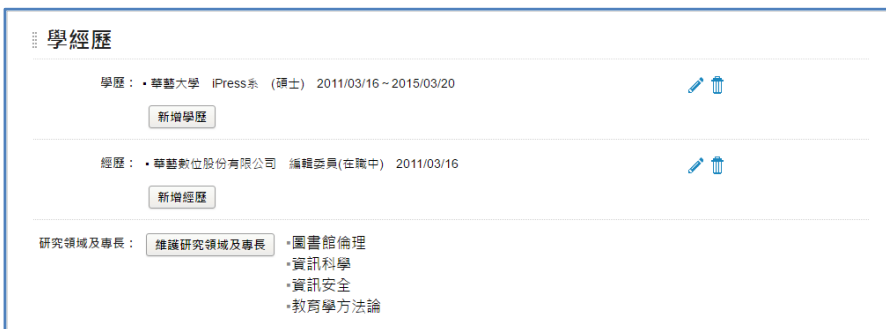 學經歷
學歷： •華藝大學 iPress系 (碩士) 2011/03/16～2015/03/20
新增學歷
經歷： •華藝數位股份有限公司 編輯委員(在職中) 2011/03/16
新增經歷
研究領域及專長： 維護研究領域及專長 •圖書館倫理
•資訊科學
•資訊安全
•教育學方法論